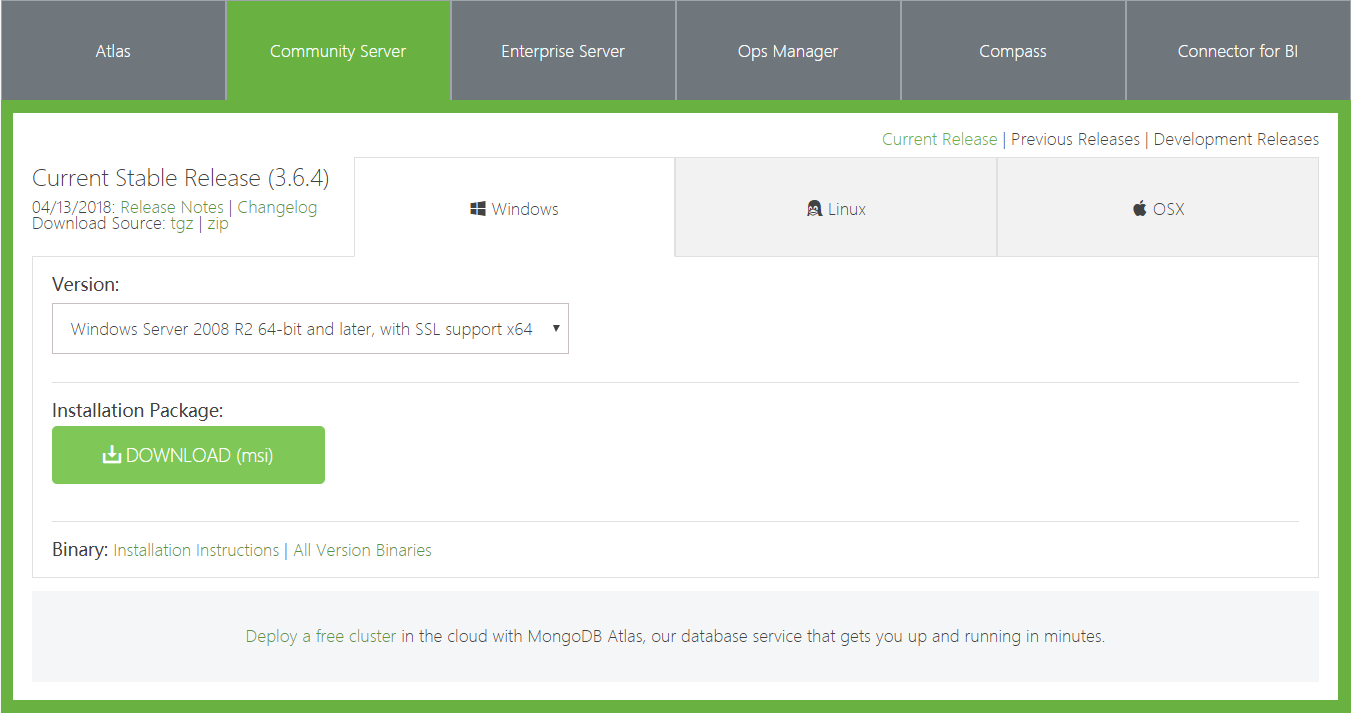 Atlas
Community Server
Enterprise Server
Ops Manager
Compass
Connector for BI
Current Release | Previous Releases | Development Releases
Current Stable Release (3.6.4)
04/13/2018: Release Notes | Changelog
Download Source: tgz | zip
Windows
Linux
OSX
Version:
Windows Server 2008 R2 64-bit and later, with SSL support x64
Installation Package:
DOWNLOAD (msi)
Binary: Installation Instructions | All Version Binaries
Deploy a free cluster in the cloud with MongoDB Atlas, our database service that gets you up and running in minutes.